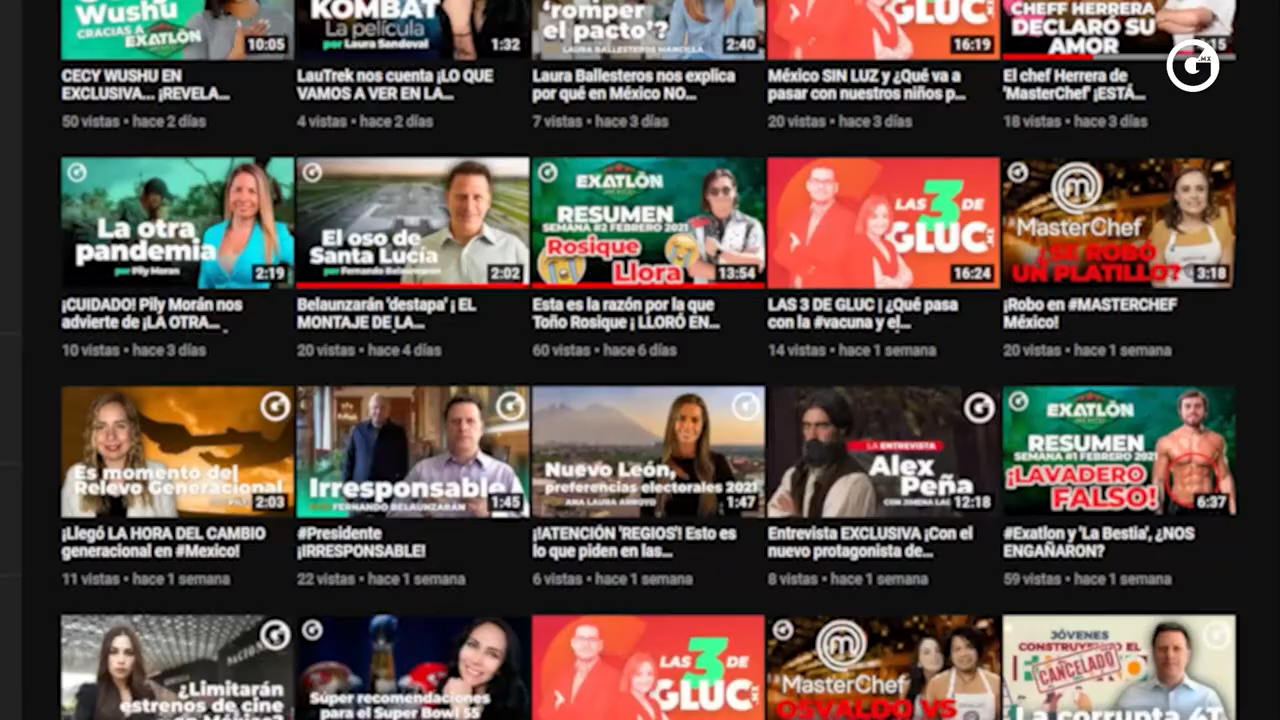 Wushu
CRACIAS A EXATLÓN
10:05
KOMBAT
La película
por Laura Sandoval
1:32
'romper
el pacto'?
LAURA BALLESTEROS MANCILLA
2:40
GLUC.MX
16:19
CHEFF HERRERA
DECLARÓ SU
AMOR
G.MX
CECY WUSHU EN
EXCLUSIVA... ¡REVELA...
50 vistas • hace 2 días
LauTrek nos cuenta ¡LO QUE
VAMOS A VER EN LA...
4 vistas • hace 2 días
Laura Ballesteros nos explica
por qué en México NO...
7 vistas • hace 3 días
México SIN LUZ y ¿Qué va a
pasar con nuestros niños p...
20 vistas • hace 3 días
El chef Herrera de
'MasterChef' ¡ESTÁ...
18 vistas • hace 3 días
La otra
pandemia
por Pily Moran
2:19
El oso de
Santa Lucía
por Fernando Belaunzaran
2:02
EXATLÓN
RESUMEN
SEMANA #2 FEBRERO 2021
Rosique
Llora
13:54
LAS 3 DE
GLUC.MX
16:24
MasterChef
¿SE ROBÓ
UN PLATILLO?
3:18
¡CUIDADO! Pily Morán nos
advierte de ¡LA OTRA...
10 vistas • hace 3 días
Belaunzarán 'destapa' ¡ EL
MONTAJE DE LA...
20 vistas • hace 4 días
Esta es la razón por la que
Toño Rosique ¡ LLORÓ EN...
60 vistas • hace 6 días
LAS 3 DE GLUC | ¿Qué pasa
con la #vacuna y el...
14 vistas • hace 1 semana
¡Robo en #MASTERCHEF
México!
20 vistas • hace 1 semana
Es momento del
Relevo Generacional
2:03
Irresponsable
FERNANDO BELAUNZARÁN
1:45
Nuevo León,
preferencias electorales 2021
ANA LAURA ARROYO
1:47
LA ENTREVISTA
Alex
Peña
12:18
EXATLÓN
RESUMEN
SEMANA #1 FEBRERO 2021
¡LAVADERO
FALSO!
6:37
¡Llegó LA HORA DEL CAMBIO
generacional en #Mexico!
11 vistas • hace 1 semana
#Presidente
¡IRRESPONSABLE!
22 vistas • hace 1 semana
¡!ATENCIÓN 'REGIOS'! Esto es
lo que piden en las...
6 vistas • hace 1 semana
Entrevista EXCLUSIVA ¡Con el
nuevo protagonista de...
8 vistas • hace 1 semana
#Exatlon y 'La Bestia', ¿NOS
ENGAÑARON?
59 vistas • hace 1 semana
¿Limitarán
estrenos de cine
en México?
Súper recomendaciones
para el Super Bowl 55
LAS 3 DE
GLUC.MX
MasterChef
OSVALDO VS
JÓVENES
CONSTRUYENDO EL
CANCELADO
La corrupta 4T